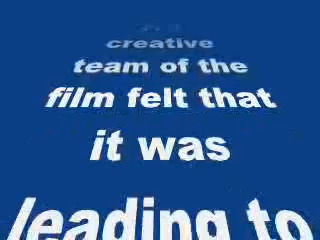 creative
team of the
film felt that
it was
leading to